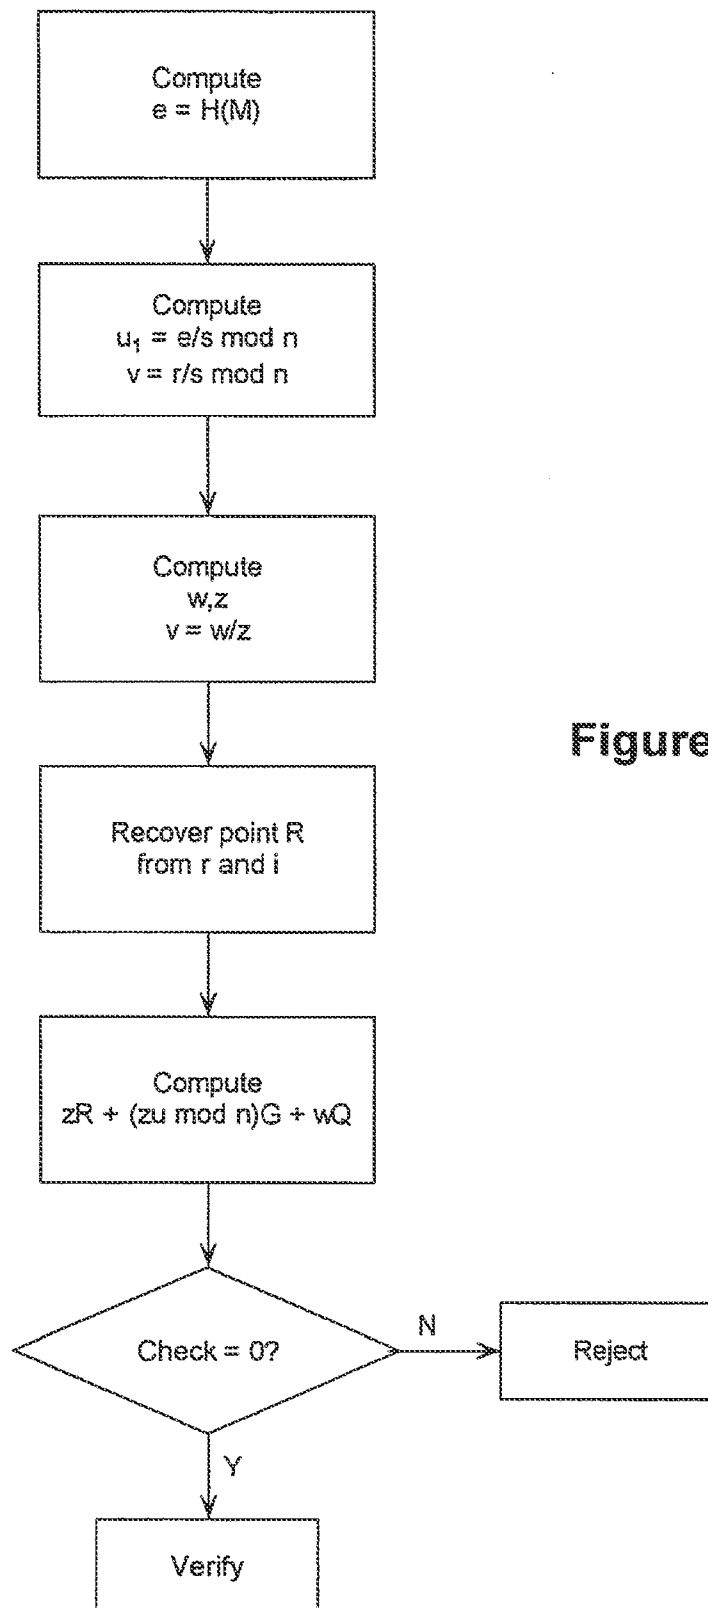 Compute
e = H(M)
Compute
u₁ = e/s mod n
v = r/s mod n
Compute
w,z
v = w/z
Figure
Recover point R
from r and i
Compute
zR + (zu mod n)G + wQ
Check = 0?
N
Reject
Y
Verify